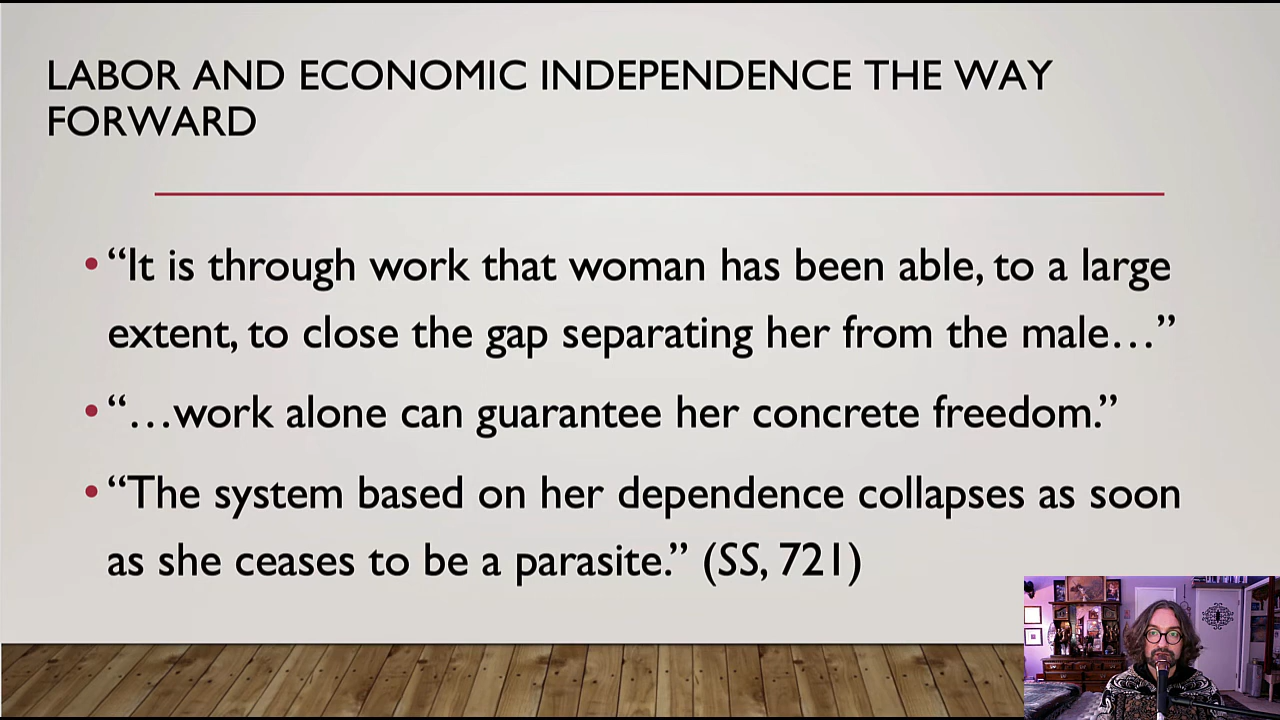 LABOR AND ECONOMIC INDEPENDENCE THE WAY
FORWARD
• “It is through work that woman has been able, to a large
extent, to close the gap separating her from the male…”
• “…work alone can guarantee her concrete freedom.”
• “The system based on her dependence collapses as soon
as she ceases to be a parasite.” (SS, 721)